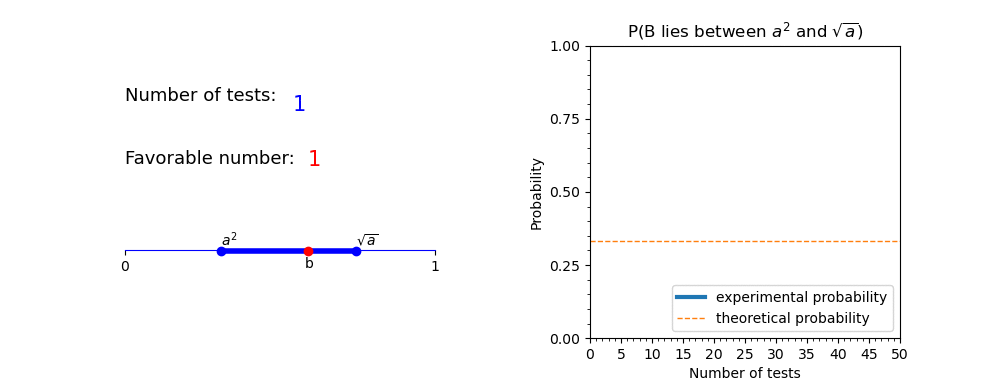 Number of tests: 1
Favorable number: 1
a² √a
b
0 1
P(B lies between a² and √a)
Probability
1.00
0.75
0.50
0.25
0.00
experimental probability
theoretical probability
0 5 10 15 20 25 30 35 40 45 50
Number of tests